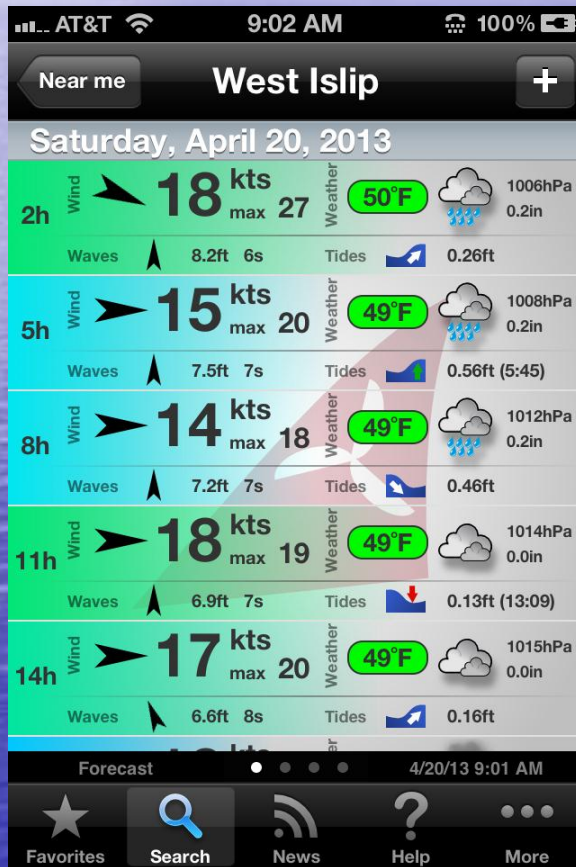 AT&T 9:02 AM 100%
Near me West Islip +
Saturday, April 20, 2013
2h Wind 18 kts max 27 Weather 50°F 1006hPa 0.2in
Waves 8.2ft 6s Tides 0.26ft
5h Wind 15 kts max 20 Weather 49°F 1008hPa 0.2in
Waves 7.5ft 7s Tides 0.56ft (5:45)
8h Wind 14 kts max 18 Weather 49°F 1012hPa 0.2in
Waves 7.2ft 7s Tides 0.46ft
11h Wind 18 kts max 19 Weather 49°F 1014hPa 0.0in
Waves 6.9ft 7s Tides 0.13ft (13:09)
14h Wind 17 kts max 20 Weather 49°F 1015hPa 0.0in
Waves 6.6ft 8s Tides 0.16ft
Forecast 4/20/13 9:01 AM
Favorites Search News Help More